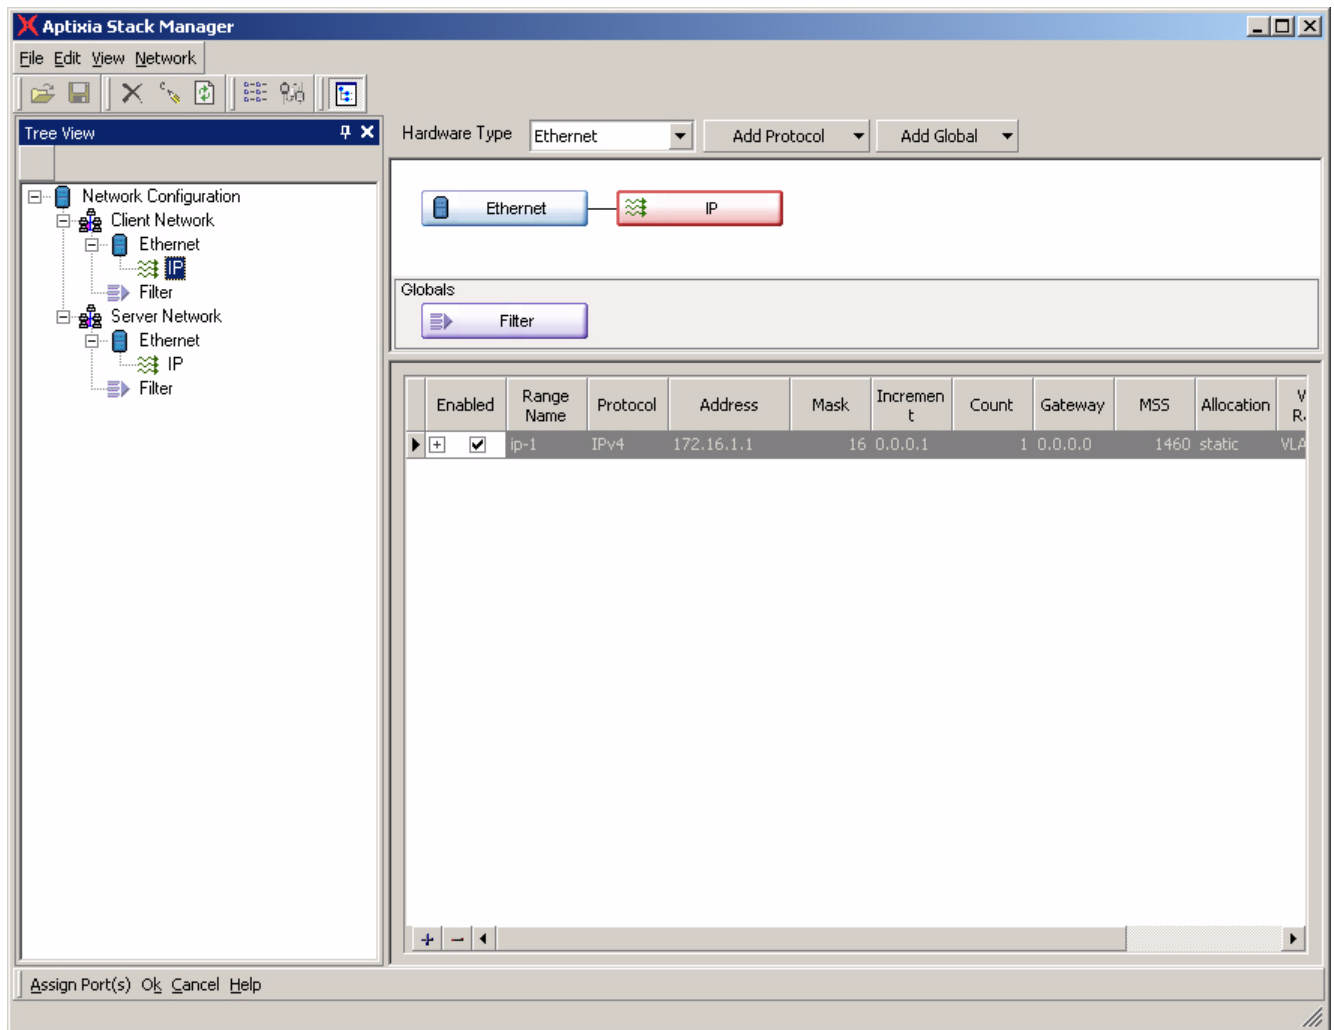 Aptixia Stack Manager
File Edit View Network
Tree View
Hardware Type Ethernet Add Protocol Add Global
Network Configuration
Client Network
Ethernet
IP
Filter
Server Network
Ethernet
IP
Filter
Ethernet IP
Globals
Filter
Enabled Range Name Protocol Address Mask Increment Count Gateway MSS Allocation V R
ip-1 IPv4 172.16.1.1 16 0.0.0.1 1 0.0.0.0 1460 static VLA
Assign Port(s) Ok Cancel Help